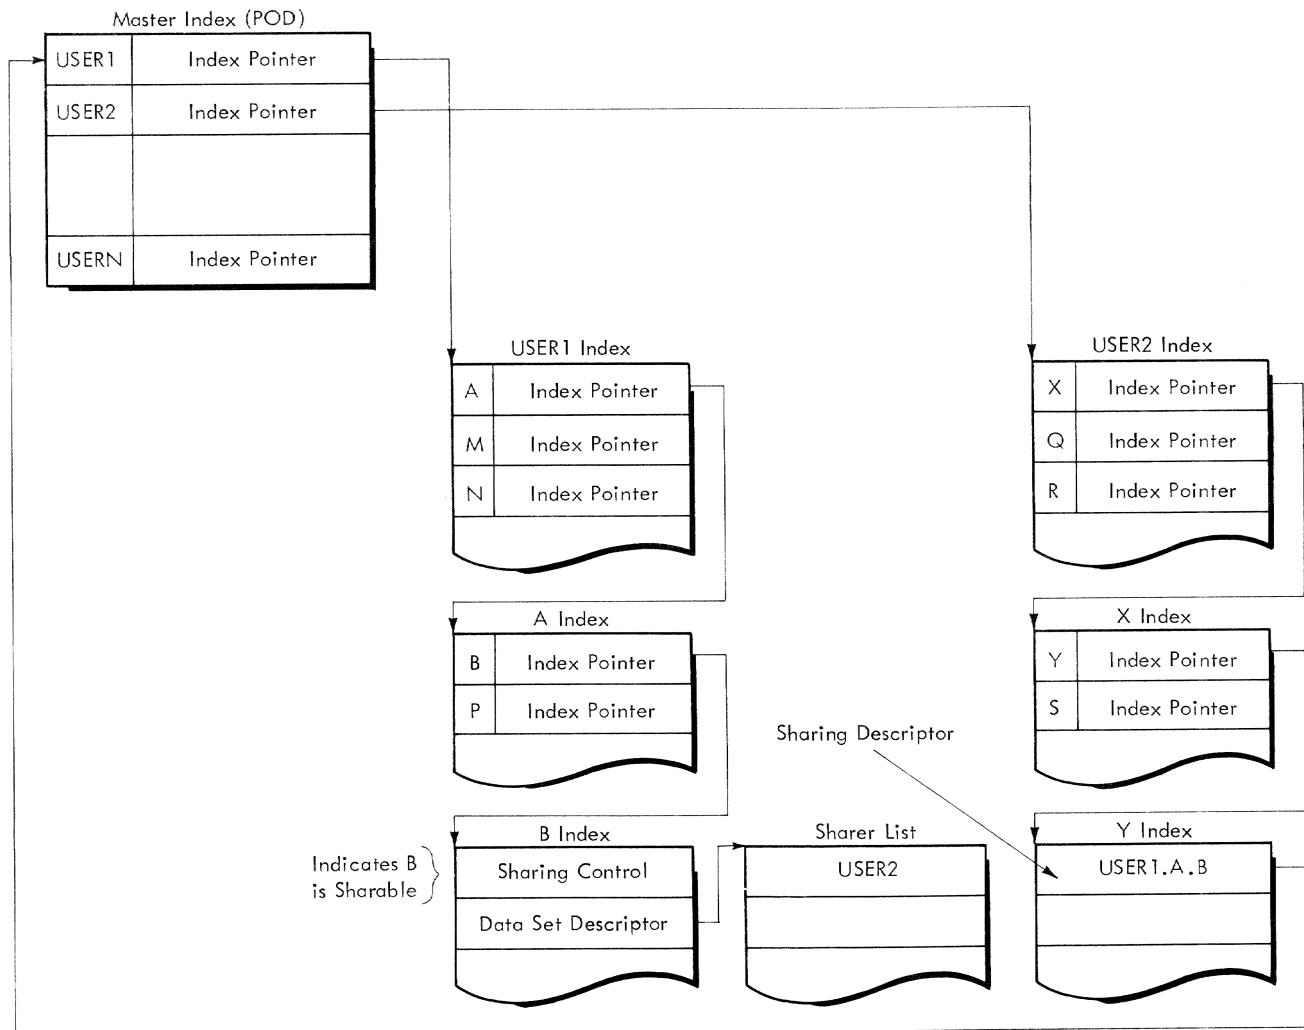 Master Index (POD)
USER1 Index Pointer
USER2 Index Pointer
USERN Index Pointer
USER1 Index
A Index Pointer
M Index Pointer
N Index Pointer
USER2 Index
X Index Pointer
Q Index Pointer
R Index Pointer
A Index
B Index Pointer
P Index Pointer
X Index
Y Index Pointer
S Index Pointer
Sharing Descriptor
B Index
Indicates B
is Sharable
Sharing Control
Data Set Descriptor
Sharer List
USER2
Y Index
USER1.A.B